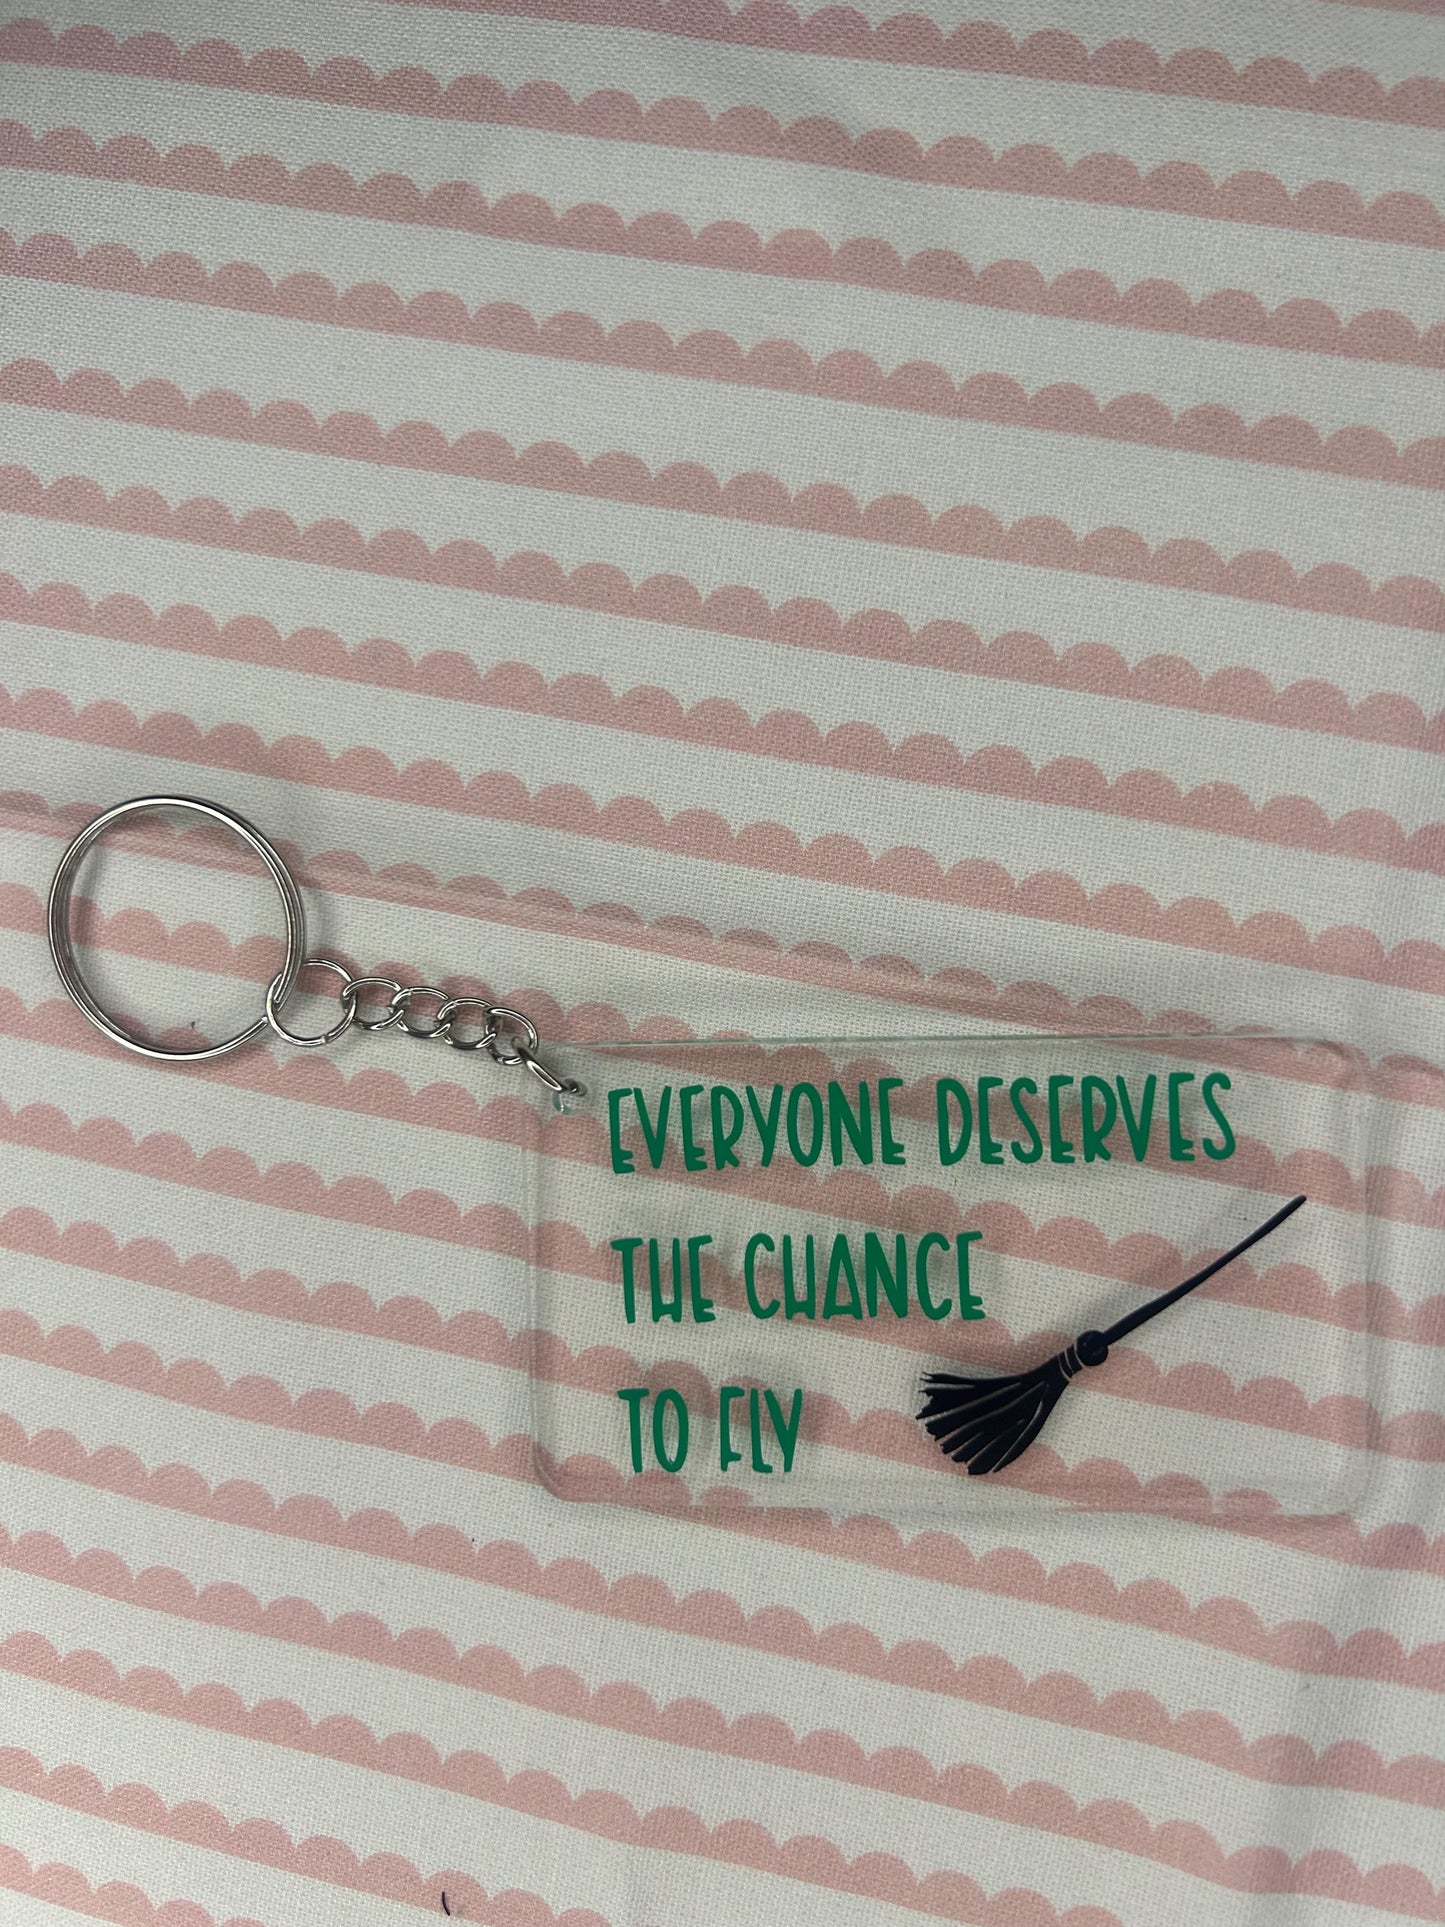 EVERYONE DESERVES
THE CHANCE
TO FLY